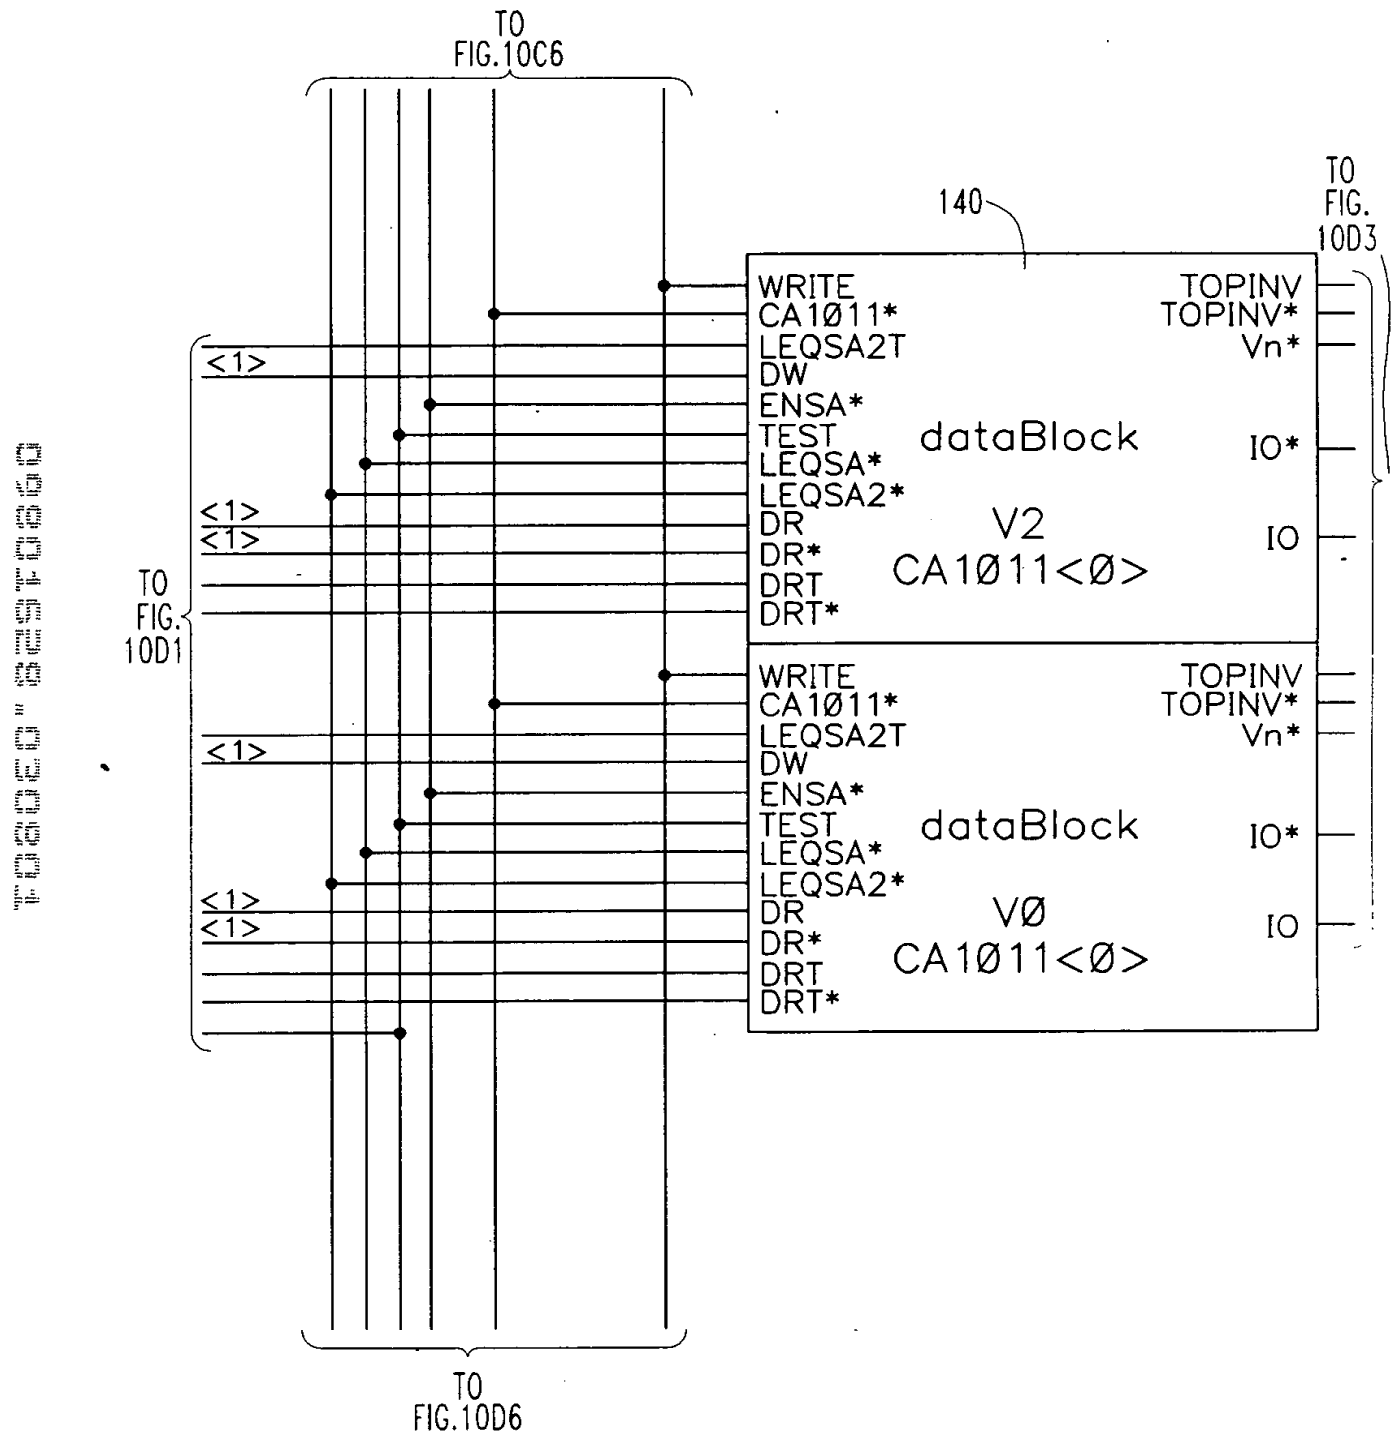 TO
FIG.10C6
TO
FIG.
10D3
140
WRITE
CA1Ø11*
LEQSA2T
DW
ENSA*
TEST
LEQSA*
LEQSA2*
DR
DR*
DRT
DRT*
dataBlock
V2
CA1Ø11<Ø>
TOPINV
TOPINV*
Vn*
IO*
IO
<1>
<1>
<1>
TO
FIG.
10D1
WRITE
CA1Ø11*
LEQSA2T
DW
ENSA*
TEST
LEQSA*
LEQSA2*
DR
DR*
DRT
DRT*
dataBlock
VØ
CA1Ø11<Ø>
TOPINV
TOPINV*
Vn*
IO*
IO
<1>
<1>
<1>
TO
FIG.10D6